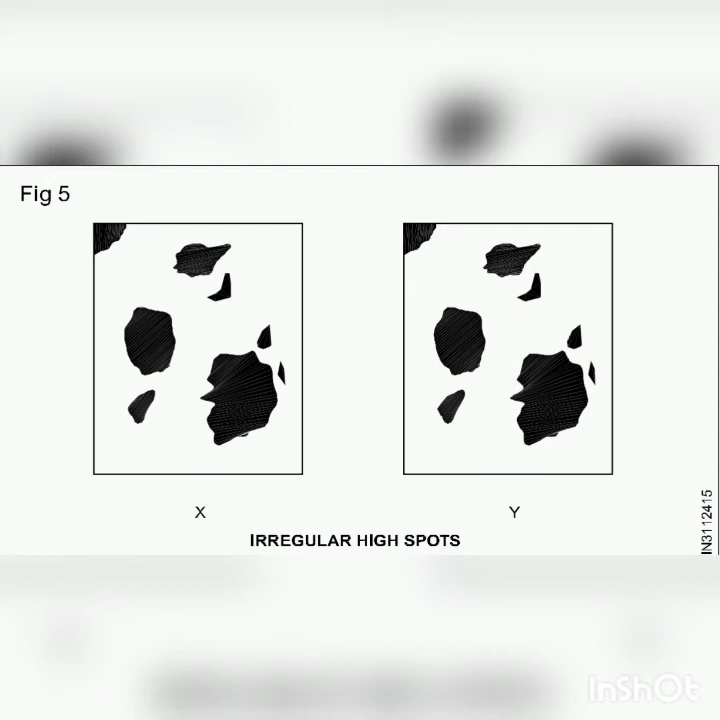 Fig 5
X
Y
IRREGULAR HIGH SPOTS
IN3112415
InShOt